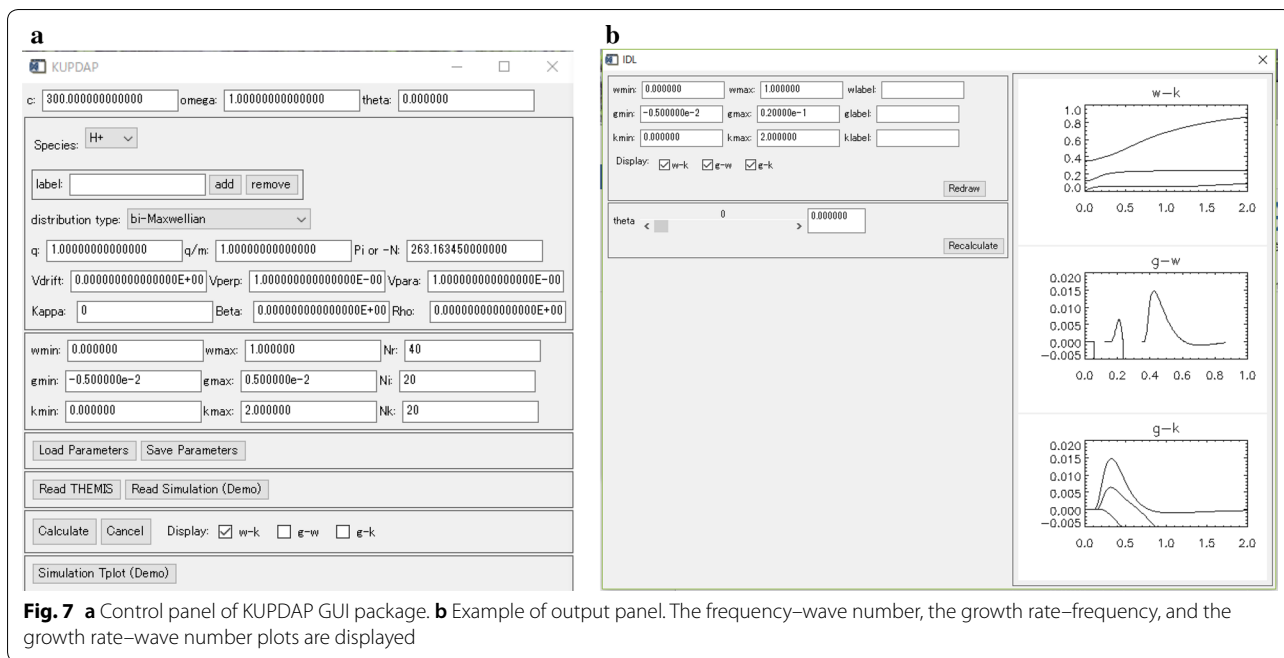 a
KUPDAP
c: 300.000000000000 omega: 1.00000000000000 theta: 0.000000
Species: H+
label: add remove
distribution type: bi-Maxwellian
q: 1.00000000000000 q/m: 1.00000000000000 Pi or -N: 263.163450000000
Vdrift: 0.000000000000000E+00 Vperp: 1.000000000000000E-00 Vpara: 1.000000000000000E-00
Kappa: 0 Beta: 0.000000000000000E+00 Rho: 0.000000000000000E+00
wmin: 0.000000 wmax: 1.000000 Nr: 40
gmin: -0.500000e-2 gmax: 0.500000e-2 Ni: 20
kmin: 0.000000 kmax: 2.000000 Nk: 20
Load Parameters Save Parameters
Read THEMIS Read Simulation (Demo)
Calculate Cancel Display: w-k g-w g-k
Simulation Tplot (Demo)
b
IDL
wmin: 0.000000 wmax: 1.000000 wlabel:
gmin: -0.500000e-2 gmax: 0.20000e-1 glabel:
kmin: 0.000000 kmax: 2.000000 klabel:
Display: w-k g-w g-k
Redraw
theta < 0 > 0.000000
Recalculate
w-k
1.0
0.8
0.6
0.4
0.2
0.0
0.0 0.5 1.0 1.5 2.0
g-w
0.020
0.015
0.010
0.005
0.000
-0.005
0.0 0.2 0.4 0.6 0.8 1.0
g-k
0.020
0.015
0.010
0.005
0.000
-0.005
0.0 0.5 1.0 1.5 2.0
Fig. 7 a Control panel of KUPDAP GUI package. b Example of output panel. The frequency–wave number, the growth rate–frequency, and the
growth rate–wave number plots are displayed